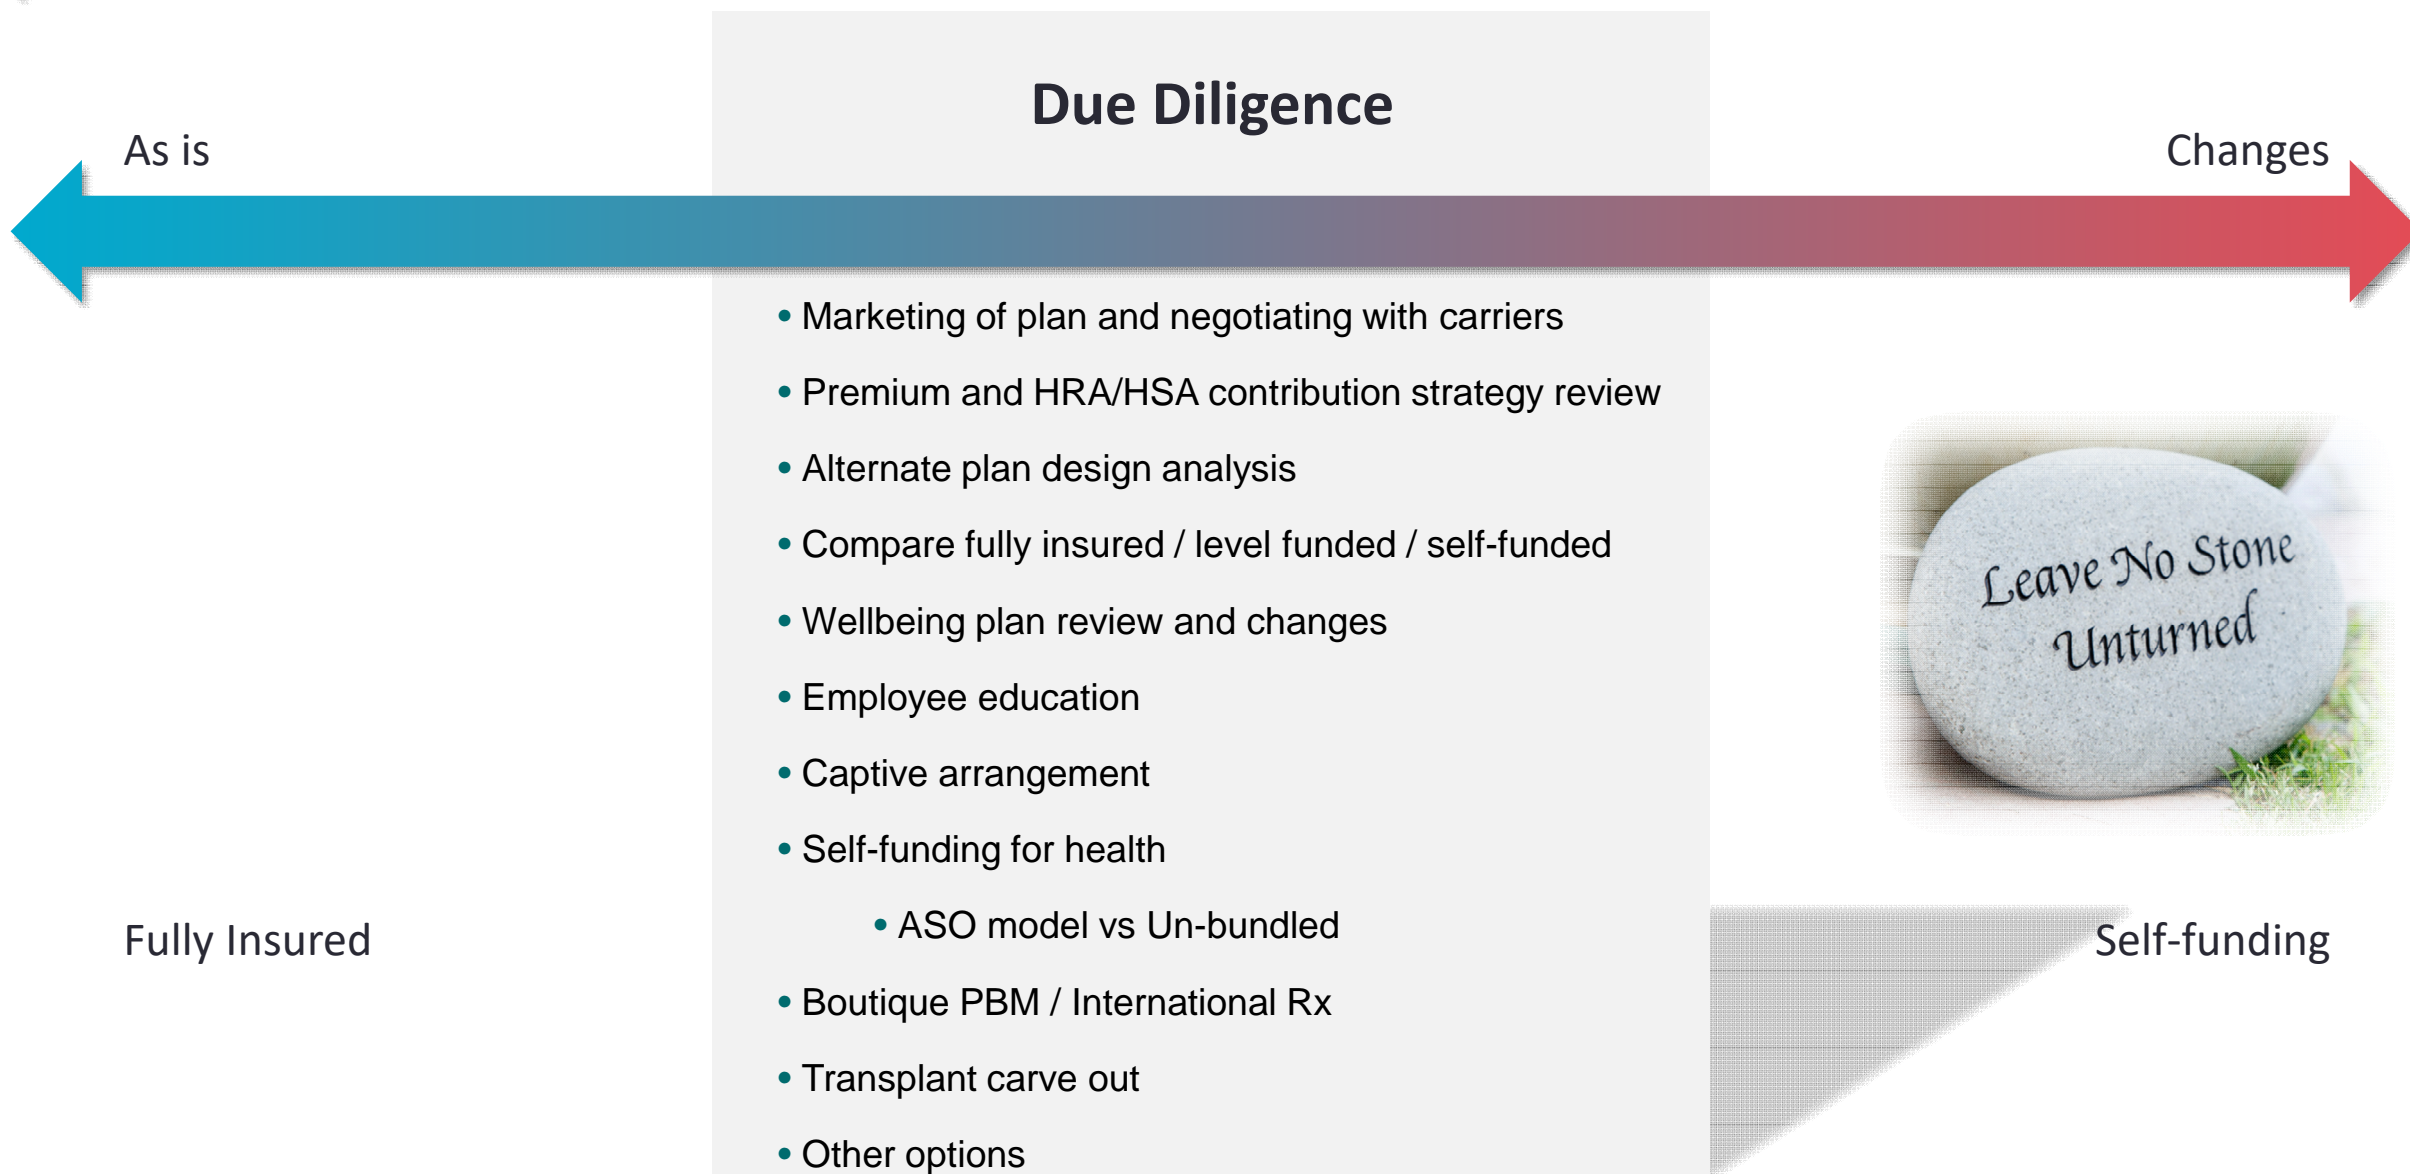 Due Diligence
As is
Changes
• Marketing of plan and negotiating with carriers
• Premium and HRA/HSA contribution strategy review
• Alternate plan design analysis
• Compare fully insured / level funded / self-funded
• Wellbeing plan review and changes
• Employee education
• Captive arrangement
• Self-funding for health
• ASO model vs Un-bundled
• Boutique PBM / International Rx
• Transplant carve out
• Other options
Leave No Stone
Unturned
Fully Insured
Self-funding